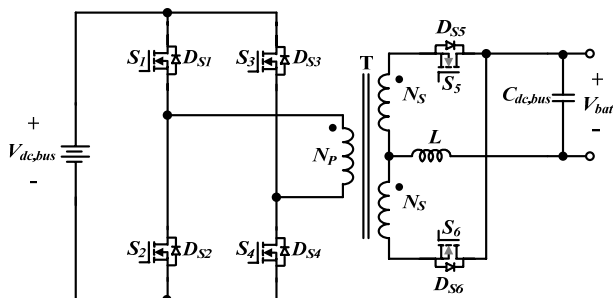 S1
DS1
S3
DS3
DS5
T
S5
NS
Cdc,bus
+
Vbat
-
+
Vdc,bus
-
NP
L
NS
S2
DS2
S4
DS4
S6
DS6